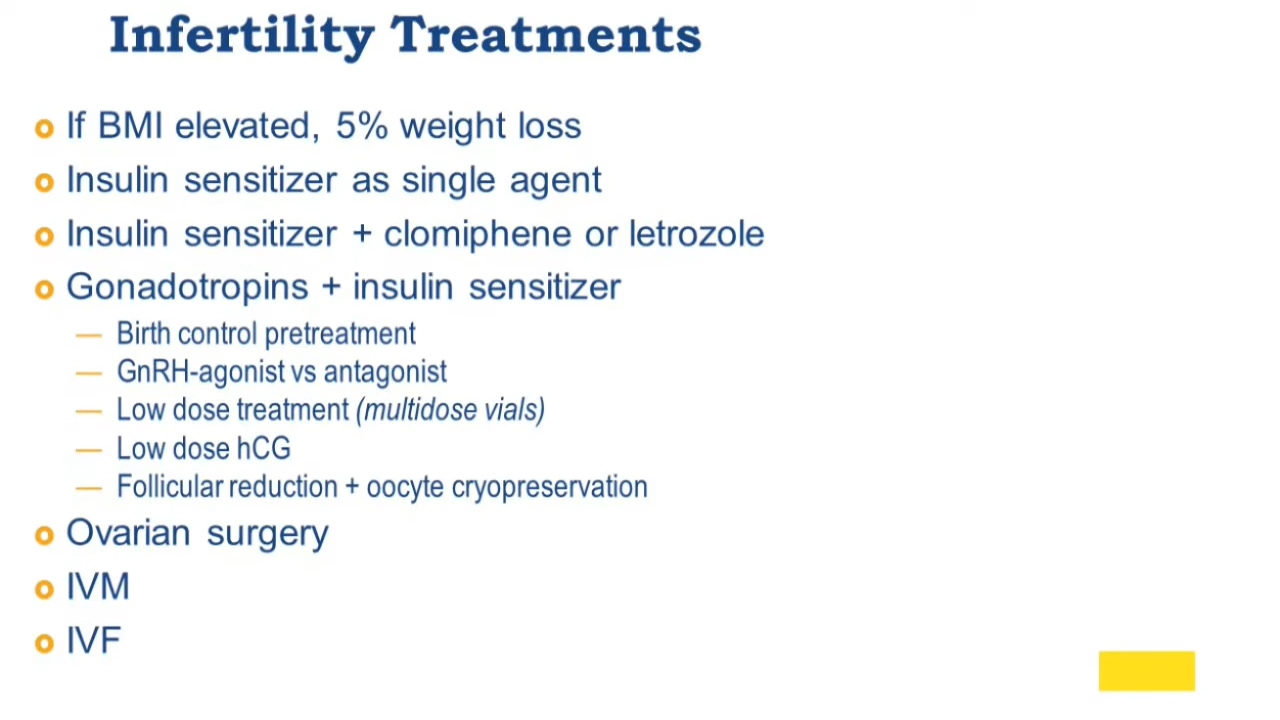 Infertility Treatments
If BMI elevated, 5% weight loss
Insulin sensitizer as single agent
Insulin sensitizer + clomiphene or letrozole
Gonadotropins + insulin sensitizer
— Birth control pretreatment
— GnRH-agonist vs antagonist
— Low dose treatment (multidose vials)
— Low dose hCG
— Follicular reduction + oocyte cryopreservation
Ovarian surgery
IVM
IVF